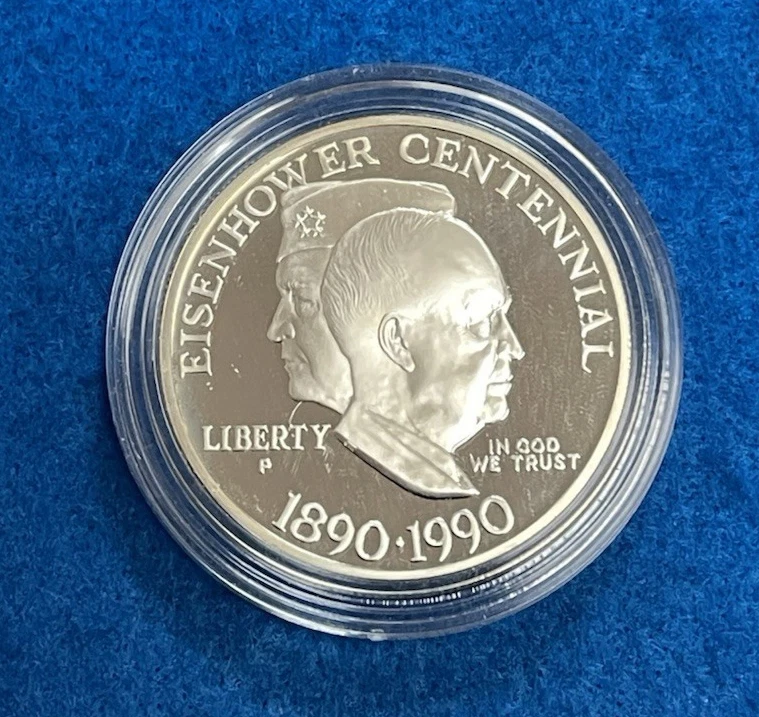 EISENHOWER CENTENNIAL
LIBERTY
P
IN GOD
WE TRUST
1890·1990